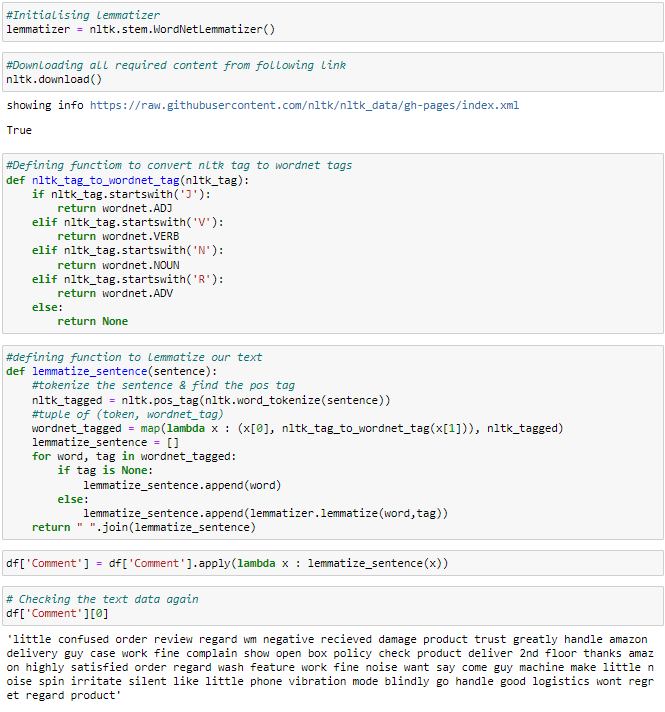 #Initialising lemmatizer
lemmatizer = nltk.stem.WordNetLemmatizer()
#Downloading all required content from following link
nltk.download()
showing info https://raw.githubusercontent.com/nltk/nltk_data/gh-pages/index.xml
True
#Defining functiom to convert nltk tag to wordnet tags
def nltk_tag_to_wordnet_tag(nltk_tag):
    if nltk_tag.startswith('J'):
        return wordnet.ADJ
    elif nltk_tag.startswith('V'):
        return wordnet.VERB
    elif nltk_tag.startswith('N'):
        return wordnet.NOUN
    elif nltk_tag.startswith('R'):
        return wordnet.ADV
    else:
        return None
#defining function to lemmatize our text
def lemmatize_sentence(sentence):
    #tokenize the sentence & find the pos tag
    nltk_tagged = nltk.pos_tag(nltk.word_tokenize(sentence))
    #tuple of (token, wordnet_tag)
    wordnet_tagged = map(lambda x : (x[0], nltk_tag_to_wordnet_tag(x[1])), nltk_tagged)
    lemmatize_sentence = []
    for word, tag in wordnet_tagged:
        if tag is None:
            lemmatize_sentence.append(word)
        else:
            lemmatize_sentence.append(lemmatizer.lemmatize(word,tag))
    return " ".join(lemmatize_sentence)
df['Comment'] = df['Comment'].apply(lambda x : lemmatize_sentence(x))
# Checking the text data again
df['Comment'][0]
'little confused order review regard wm negative recieved damage product trust greatly handle amazon
delivery guy case work fine complain show open box policy check product deliver 2nd floor thanks amaz
on highly satisfied order regard wash feature work fine noise want say come guy machine make little n
oise spin irritate silent like little phone vibration mode blindly go handle good logistics wont regr
et regard product'